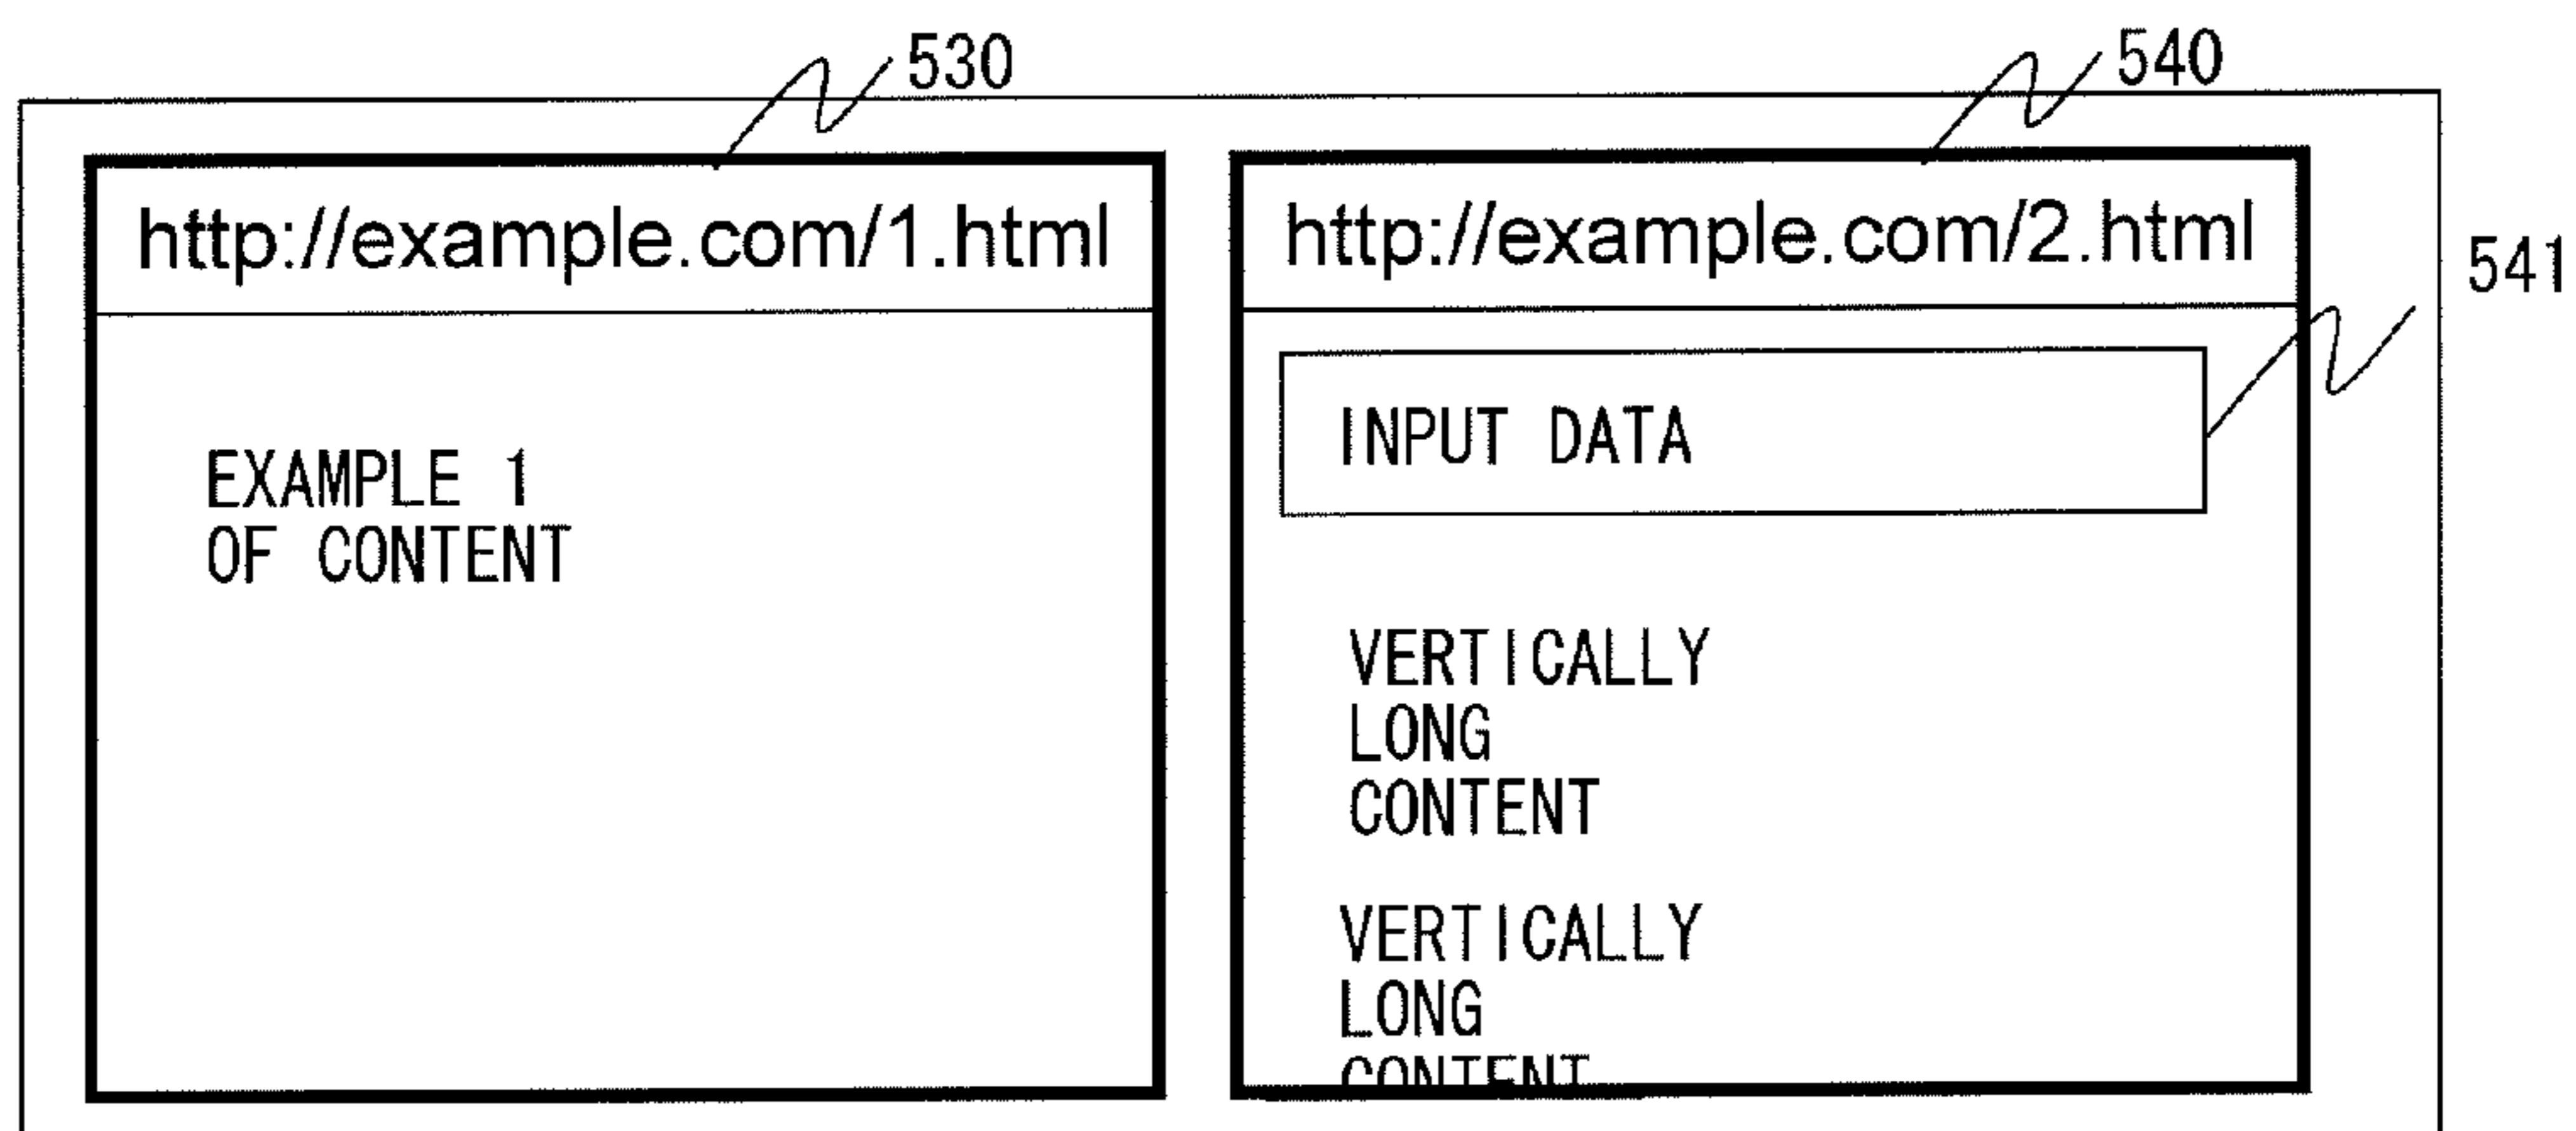 530
540
http://example.com/1.html
http://example.com/2.html
541
EXAMPLE 1
OF CONTENT
INPUT DATA
VERTICALLY
LONG
CONTENT
VERTICALLY
LONG
CONTENT